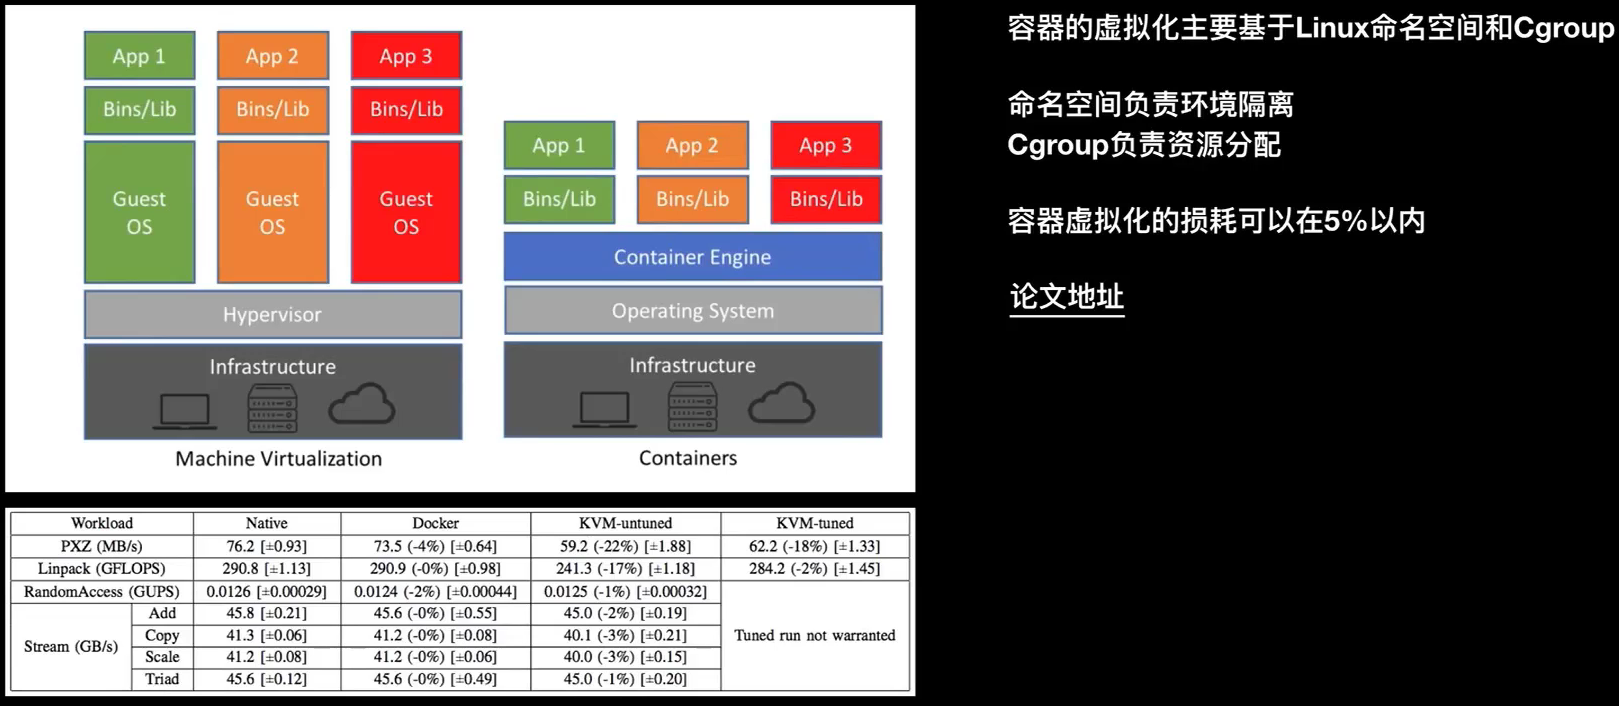 App 1 App 2 App 3
Bins/Lib Bins/Lib Bins/Lib
Guest OS Guest OS Guest OS
Hypervisor
Infrastructure
Machine Virtualization
App 1 App 2 App 3
Bins/Lib Bins/Lib Bins/Lib
Container Engine
Operating System
Infrastructure
Containers
Workload Native Docker KVM-untuned KVM-tuned
PXZ (MB/s) 76.2 [±0.93] 73.5 (-4%) [±0.64] 59.2 (-22%) [±1.88] 62.2 (-18%) [±1.33]
Linpack (GFLOPS) 290.8 [±1.13] 290.9 (-0%) [±0.98] 241.3 (-17%) [±1.18] 284.2 (-2%) [±1.45]
RandomAccess (GUPS) 0.0126 [±0.00029] 0.0124 (-2%) [±0.00044] 0.0125 (-1%) [±0.00032]
Stream (GB/s)
Add 45.8 [±0.21] 45.6 (-0%) [±0.55] 45.0 (-2%) [±0.19]
Copy 41.3 [±0.06] 41.2 (-0%) [±0.08] 40.1 (-3%) [±0.21]
Scale 41.2 [±0.08] 41.2 (-0%) [±0.06] 40.0 (-3%) [±0.15]
Triad 45.6 [±0.12] 45.6 (-0%) [±0.49] 45.0 (-1%) [±0.20]
Tuned run not warranted
容器的虚拟化主要基于Linux命名空间和Cgroup
命名空间负责环境隔离
Cgroup负责资源分配
容器虚拟化的损耗可以在5%以内
论文地址